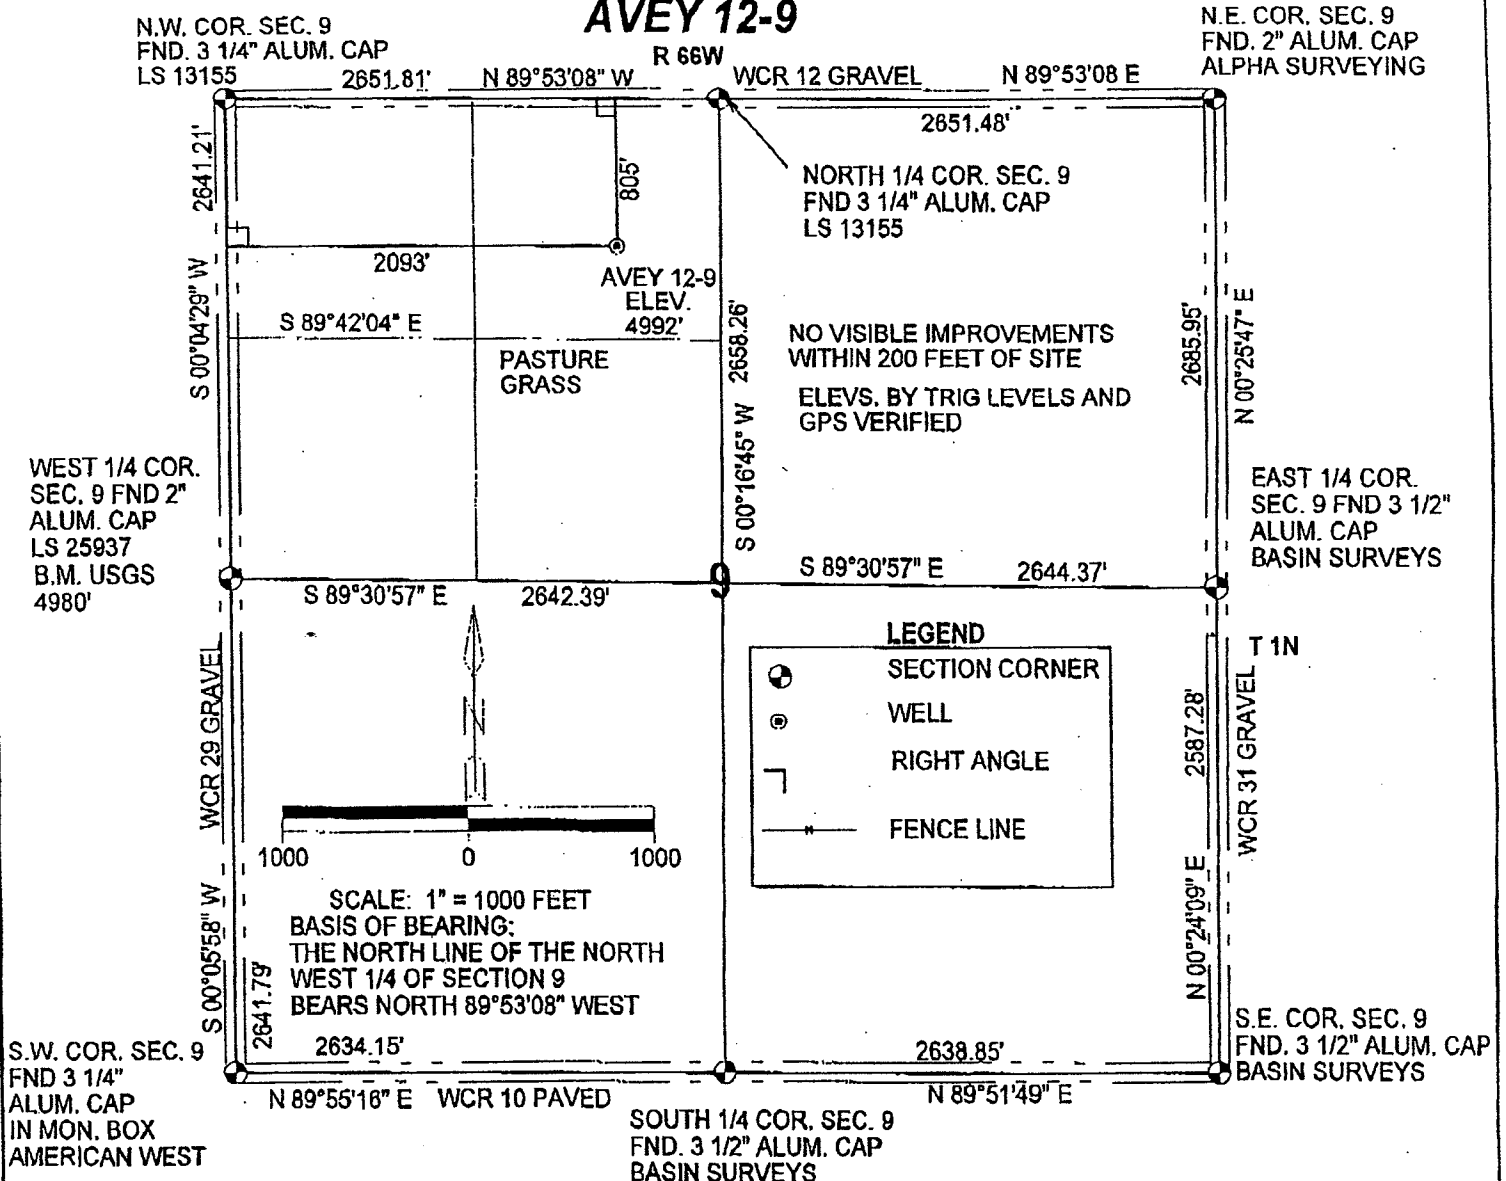 AVEY 12-9
R 66W
N.W. COR. SEC. 9
FND. 3 1/4" ALUM. CAP
LS 13155
2651.81'
N 89°53'08" W
WCR 12 GRAVEL
N 89°53'08 E
2651.48'
N.E. COR. SEC. 9
FND. 2" ALUM. CAP
ALPHA SURVEYING
2641.21'
S 00°04'29" W
805'
2093'
AVEY 12-9
ELEV.
4992'
NORTH 1/4 COR. SEC. 9
FND 3 1/4" ALUM. CAP
LS 13155
S 89°42'04" E
PASTURE
GRASS
2658.26'
S 00°16'45" W
NO VISIBLE IMPROVEMENTS
WITHIN 200 FEET OF SITE
ELEVS. BY TRIG LEVELS AND
GPS VERIFIED
2685.95'
N 00°25'47" E
WEST 1/4 COR.
SEC. 9 FND 2"
ALUM. CAP
LS 25937
B.M. USGS
4980'
EAST 1/4 COR.
SEC. 9 FND 3 1/2"
ALUM. CAP
BASIN SURVEYS
S 89°30'57" E
2642.39'
9
S 89°30'57" E
2644.37'
T 1N
LEGEND
SECTION CORNER
WELL
RIGHT ANGLE
FENCE LINE
WCR 29 GRAVEL
S 00°05'58" W
2641.79'
N
1000
0
1000
SCALE: 1" = 1000 FEET
BASIS OF BEARING:
THE NORTH LINE OF THE NORTH
WEST 1/4 OF SECTION 9
BEARS NORTH 89°53'08" WEST
2587.28'
WCR 31 GRAVEL
N 00°24'09" E
S.W. COR. SEC. 9
FND 3 1/4"
ALUM. CAP
IN MON. BOX
AMERICAN WEST
2634.15'
N 89°55'16" E
WCR 10 PAVED
2638.85'
N 89°51'49" E
SOUTH 1/4 COR. SEC. 9
FND. 3 1/2" ALUM. CAP
BASIN SURVEYS
S.E. COR. SEC. 9
FND. 3 1/2" ALUM. CAP
BASIN SURVEYS